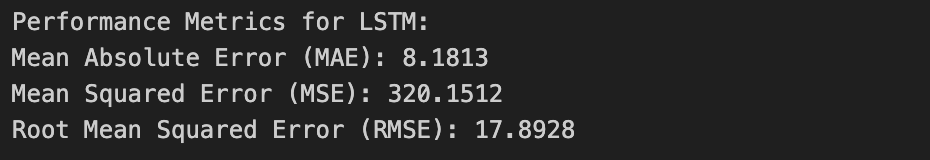 Performance Metrics for LSTM:
Mean Absolute Error (MAE): 8.1813
Mean Squared Error (MSE): 320.1512
Root Mean Squared Error (RMSE): 17.8928